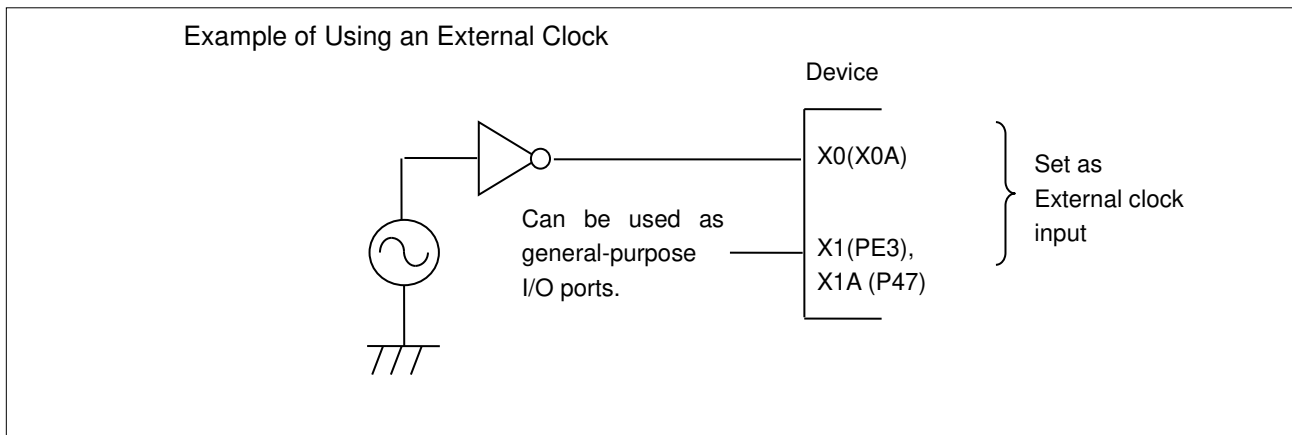 Example of Using an External Clock
Device
X0(X0A)
Set as
External clock
input
Can be used as
general-purpose
I/O ports.
X1(PE3),
X1A (P47)